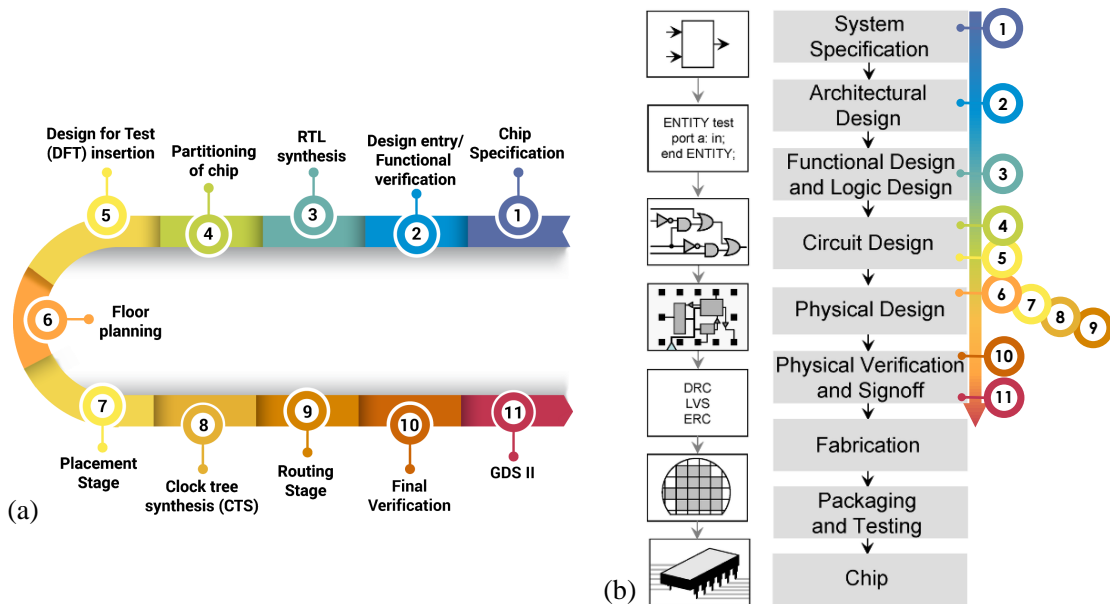 Design for Test
(DFT) insertion
Partitioning
of chip
RTL
synthesis
Design entry/
Functional
verification
Chip
Specification
5
4
3
2
1
6
Floor
planning
7
8
9
10
11
Placement
Stage
Clock tree
synthesis (CTS)
Routing
Stage
Final
Verification
GDS II
(a)
ENTITY test
port a: in;
end ENTITY;
DRC
LVS
ERC
System
Specification
Architectural
Design
Functional Design
and Logic Design
Circuit Design
Physical Design
Physical Verification
and Signoff
Fabrication
Packaging
and Testing
Chip
1
2
3
4
5
6
7
8
9
10
11
(b)